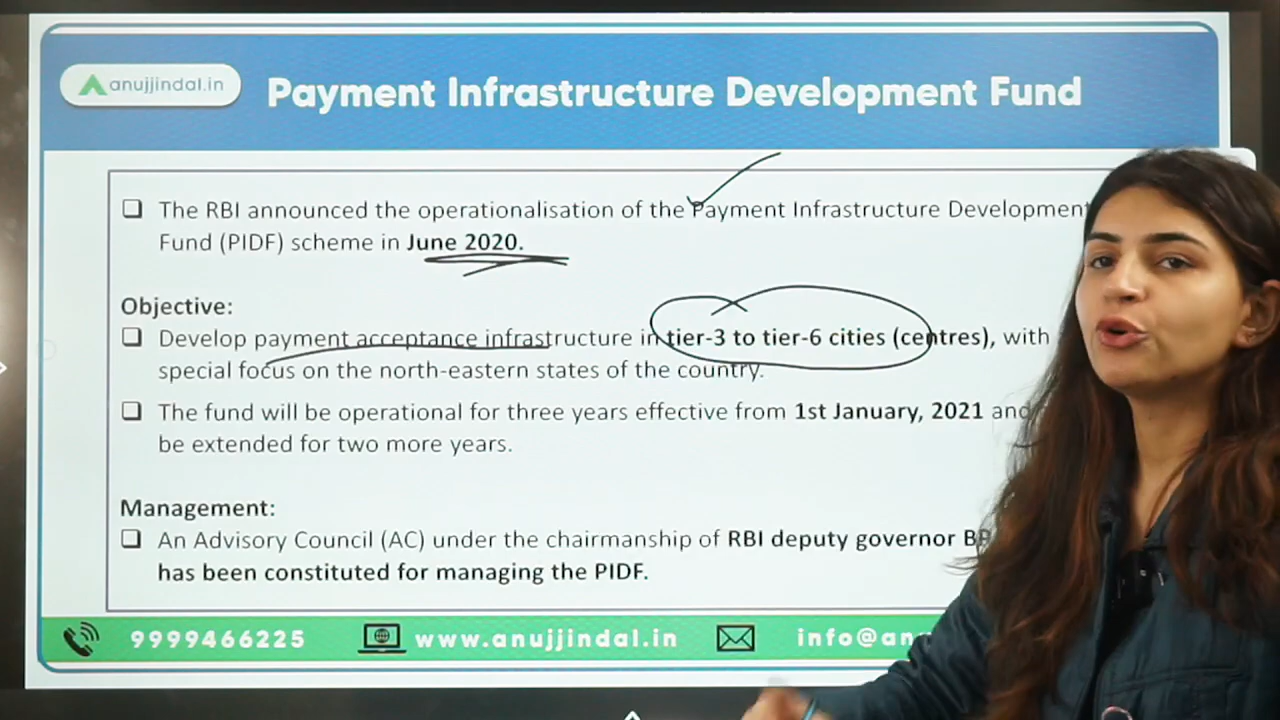 anujjindal.in
Payment Infrastructure Development Fund
The RBI announced the operationalisation of the Payment Infrastructure Development
Fund (PIDF) scheme in June 2020.
Objective:
Develop payment acceptance infrastructure in tier-3 to tier-6 cities (centres), with
special focus on the north-eastern states of the country.
The fund will be operational for three years effective from 1st January, 2021 and
be extended for two more years.
Management:
An Advisory Council (AC) under the chairmanship of RBI deputy governor BP
has been constituted for managing the PIDF.
9999466225 www.anujjindal.in